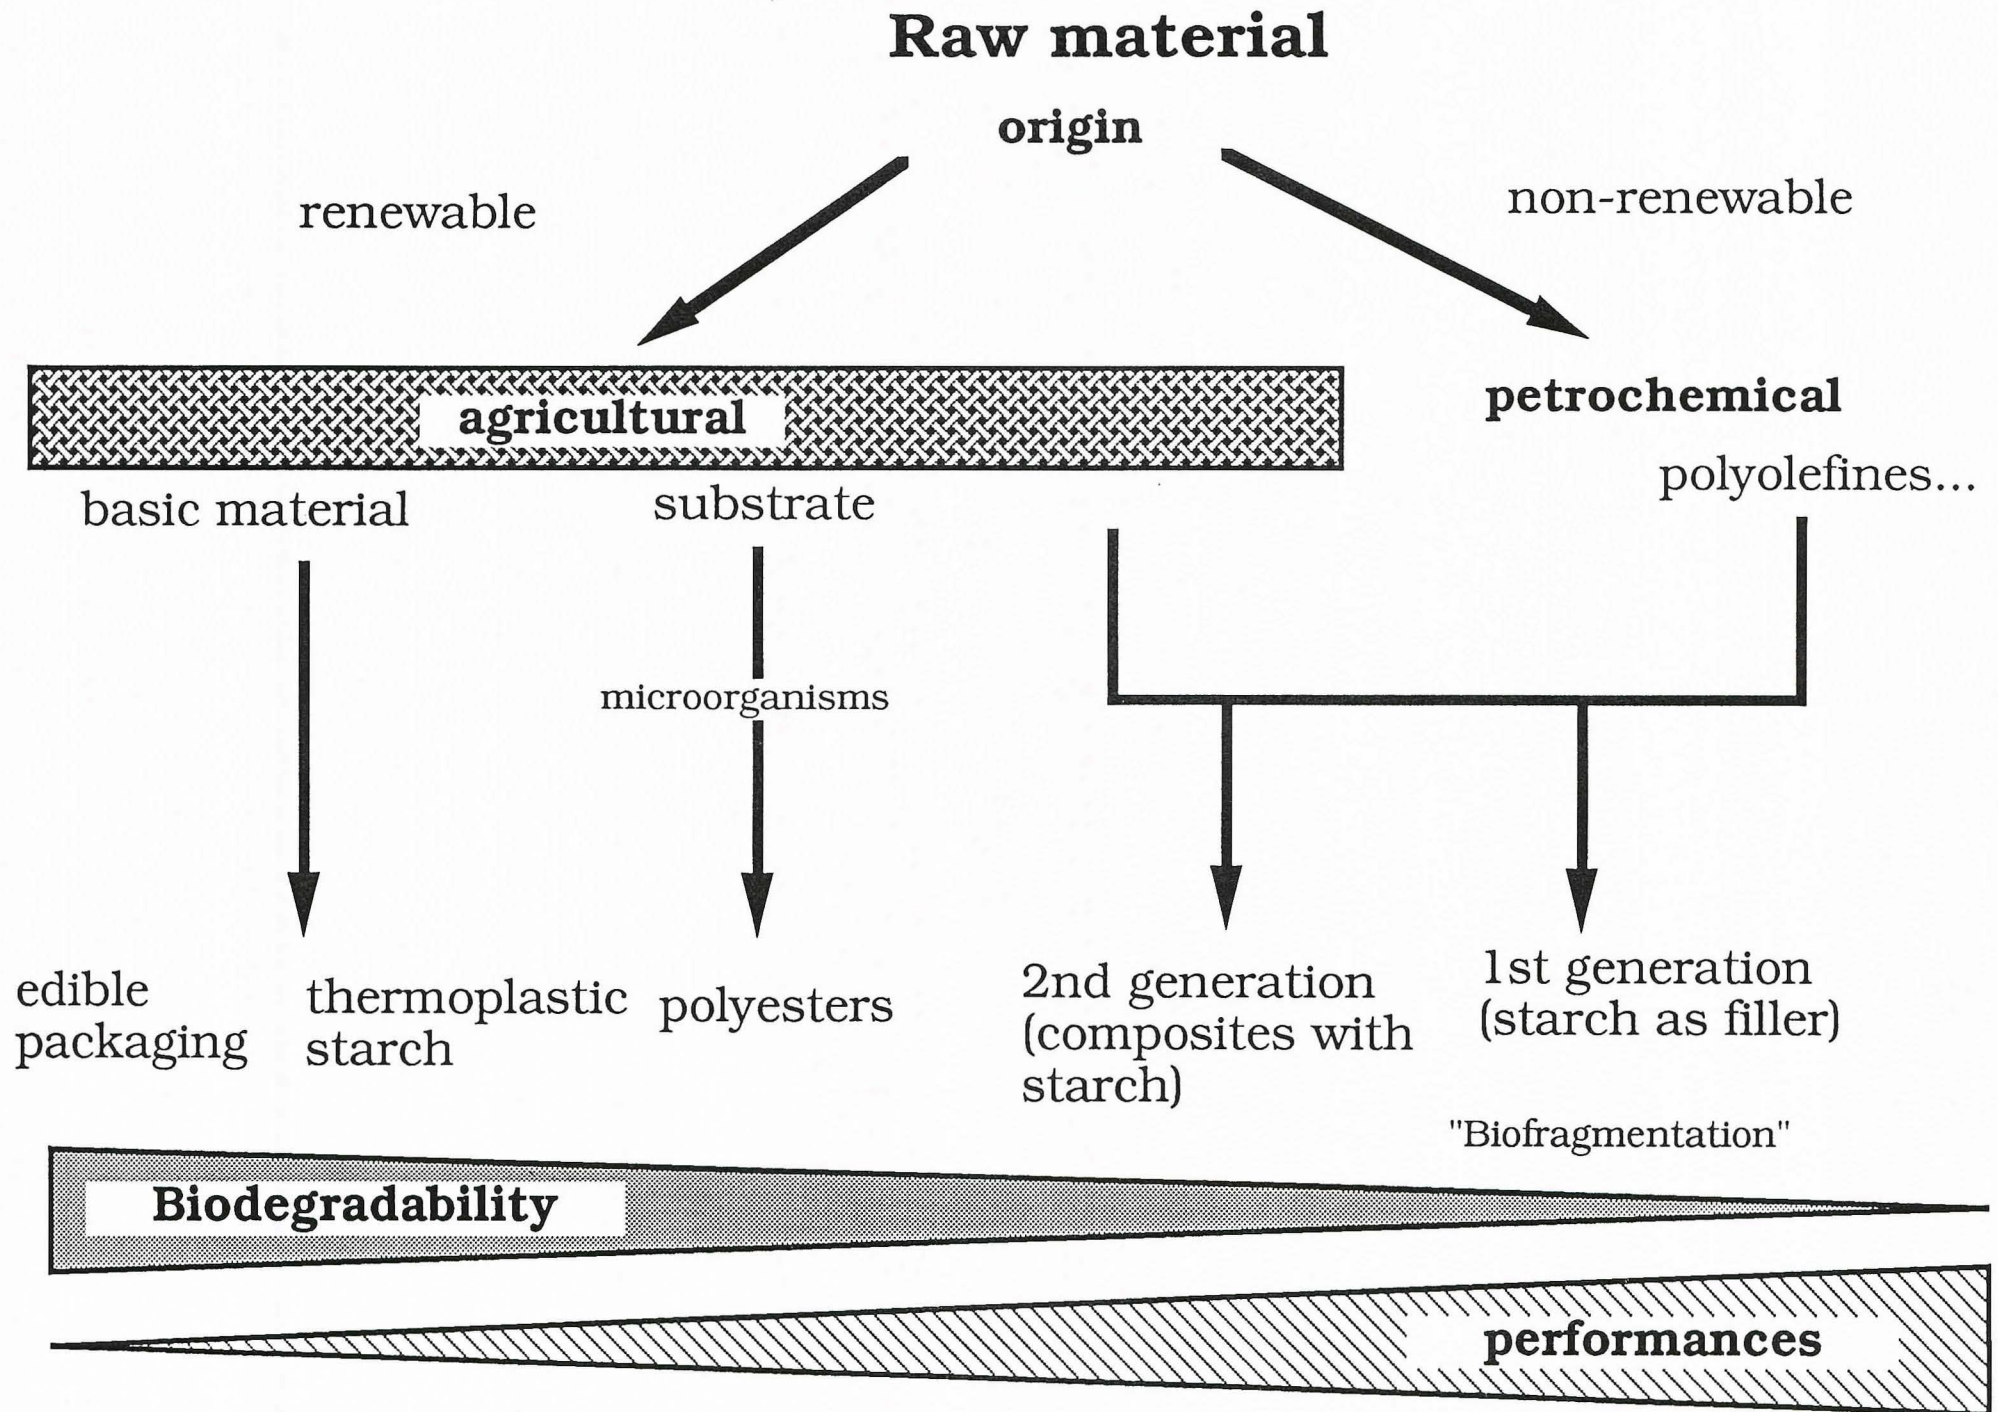 Raw material
origin
renewable
non-renewable
agricultural
petrochemical
polyolefines...
basic material
substrate
microorganisms
edible
packaging
thermoplastic
starch
polyesters
2nd generation
(composites with
starch)
1st generation
(starch as filler)
"Biofragmentation"
Biodegradability
performances